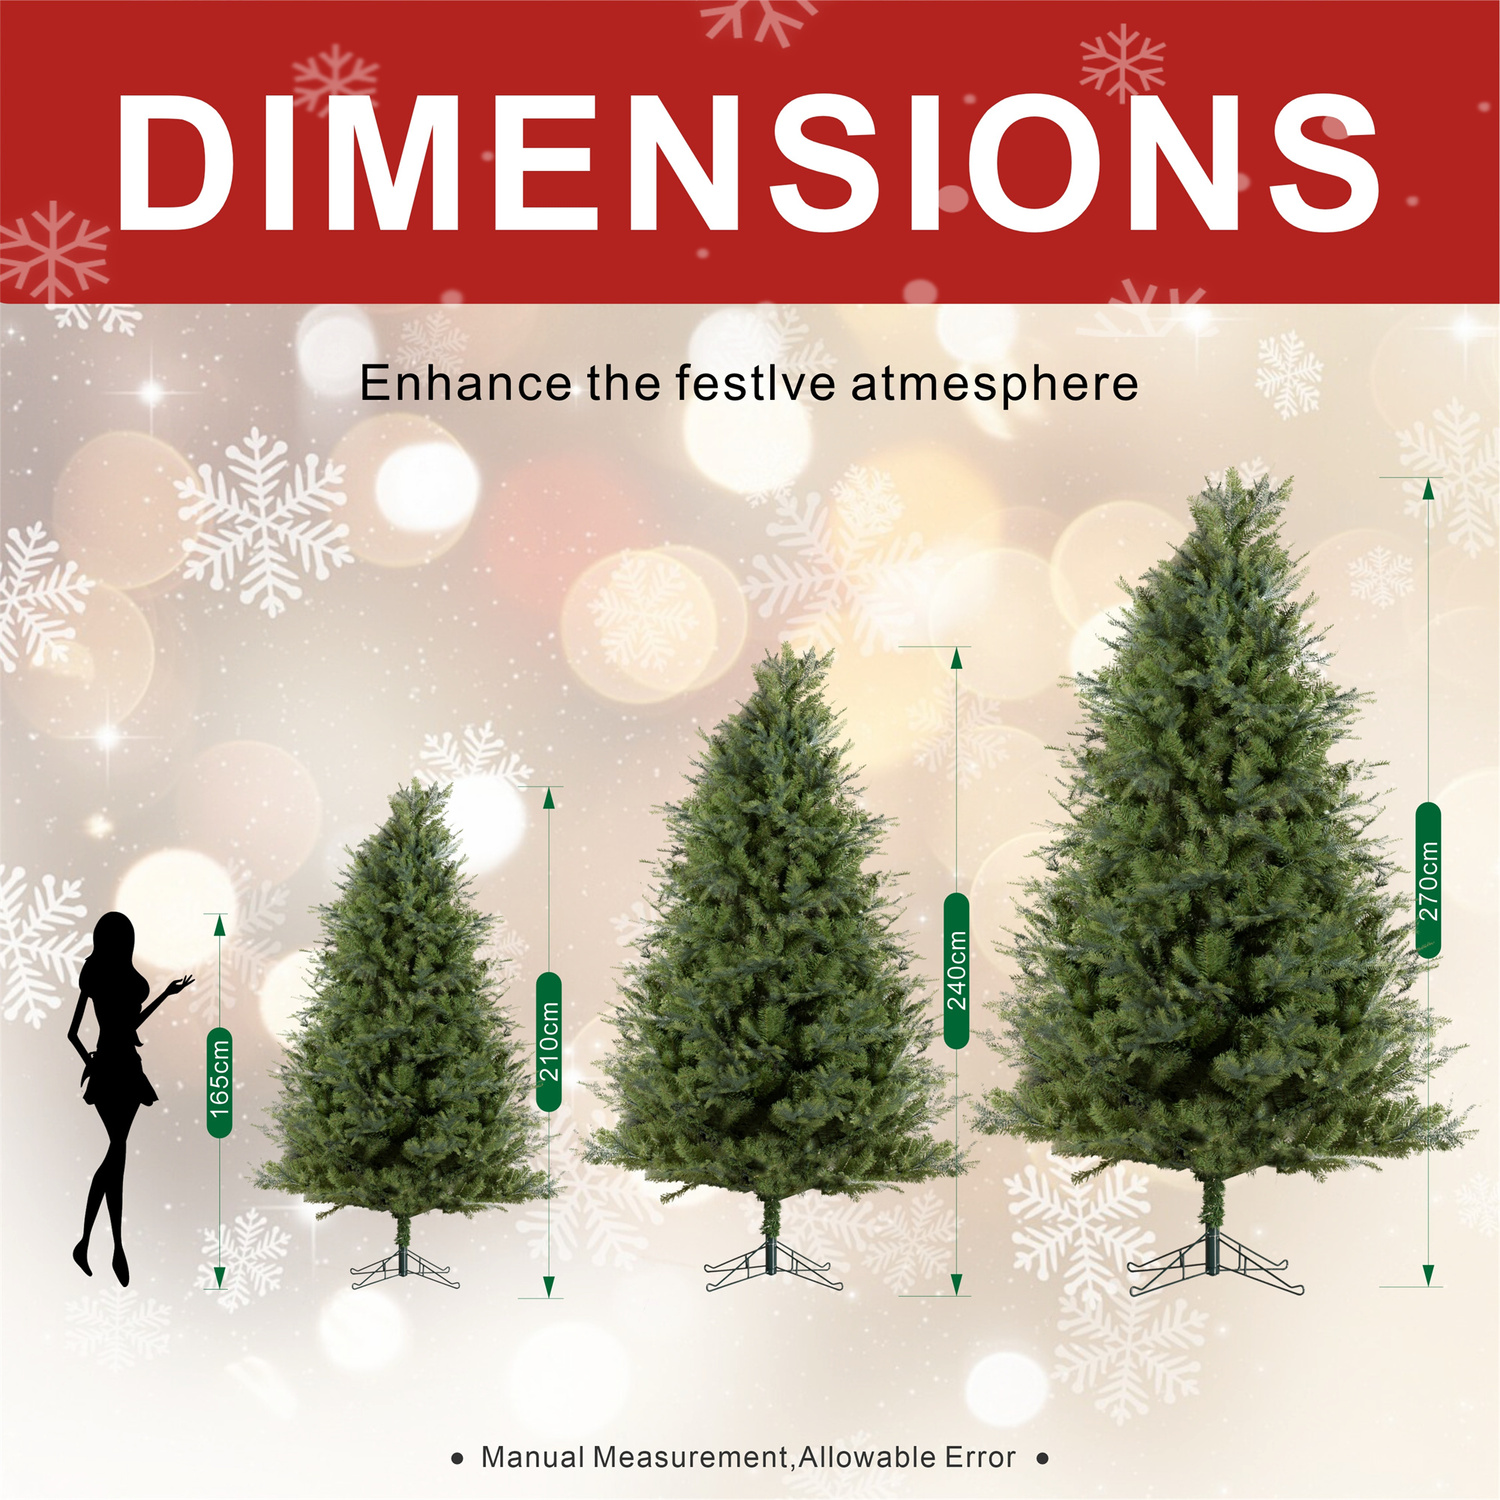 DIMENSIONS
Enhance the festlve atmesphere
165cm
210cm
240cm
270cm
● Manual Measurement,Allowable Error ●